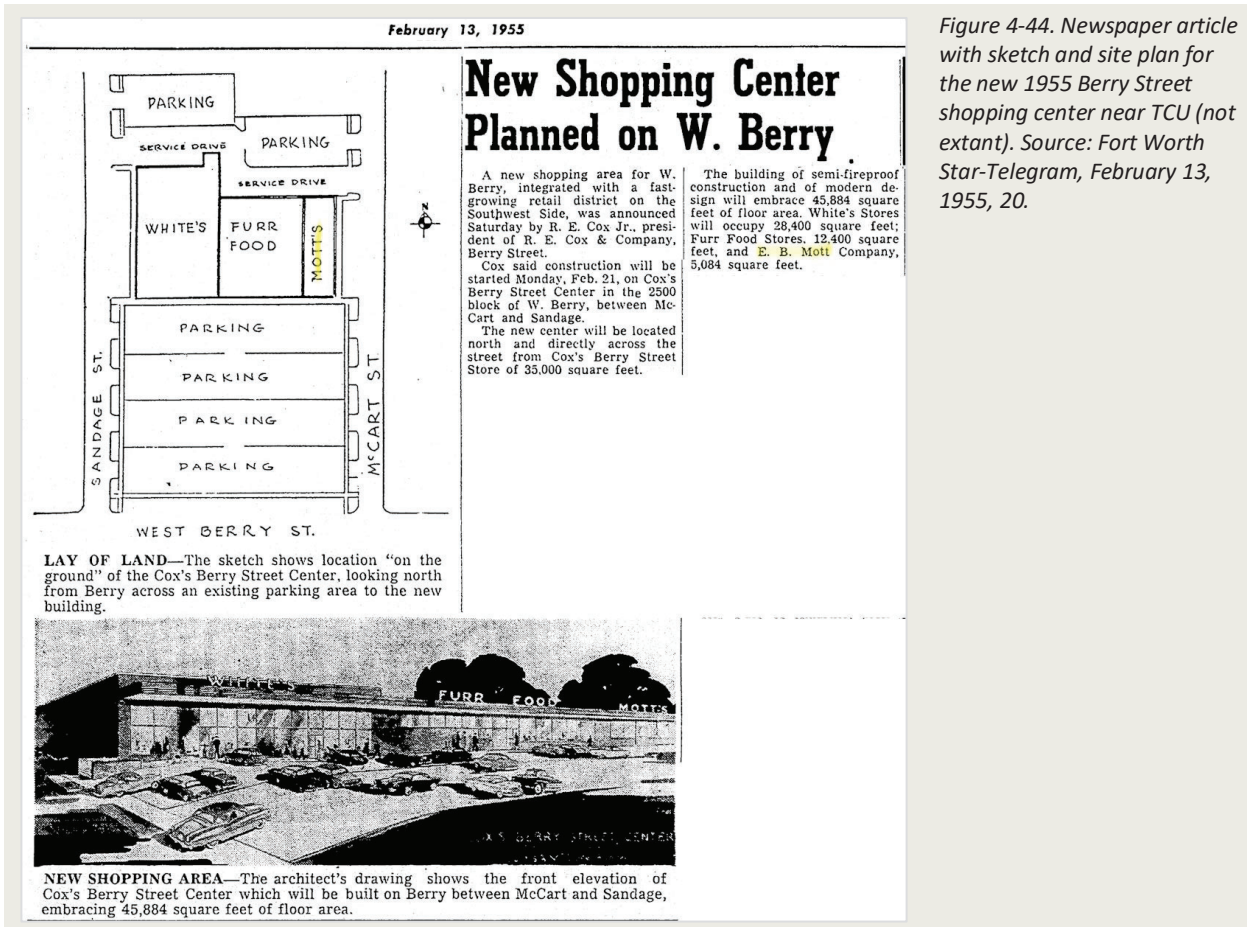 February 13, 1955
PARKING
PARKING
SERVICE DRIVE
SERVICE DRIVE
WHITE'S
FURR
FOOD
MOTT'S
N
PARKING
PARKING
PARKING
PARKING
SANDAGE ST.
McCART ST
WEST BERRY ST.
LAY OF LAND—The sketch shows location "on the
ground" of the Cox's Berry Street Center, looking north
from Berry across an existing parking area to the new
building.
New Shopping Center
Planned on W. Berry
A new shopping area for W.
Berry, integrated with a fast-
growing retail district on the
Southwest Side, was announced
Saturday by R. E. Cox Jr., presi-
dent of R. E. Cox & Company,
Berry Street.
Cox said construction will be
started Monday, Feb. 21, on Cox's
Berry Street Center in the 2500
block of W. Berry, between Mc-
Cart and Sandage.
The new center will be located
north and directly across the
street from Cox's Berry Street
Store of 35,000 square feet.
The building of semi-fireproof
construction and of modern de-
sign will embrace 45,884 square
feet of floor area. White's Stores
will occupy 28,400 square feet;
Furr Food Stores. 12,400 square
feet, and E. B. Mott Company,
5,084 square feet.
WHITE'S
FURR FOOD
MOTT'S
BERRY STREET CENTER
NEW SHOPPING AREA—The architect's drawing shows the front elevation of
Cox's Berry Street Center which will be built on Berry between McCart and Sandage,
embracing 45,884 square feet of floor area.
Figure 4-44. Newspaper article
with sketch and site plan for
the new 1955 Berry Street
shopping center near TCU (not
extant). Source: Fort Worth
Star-Telegram, February 13,
1955, 20.